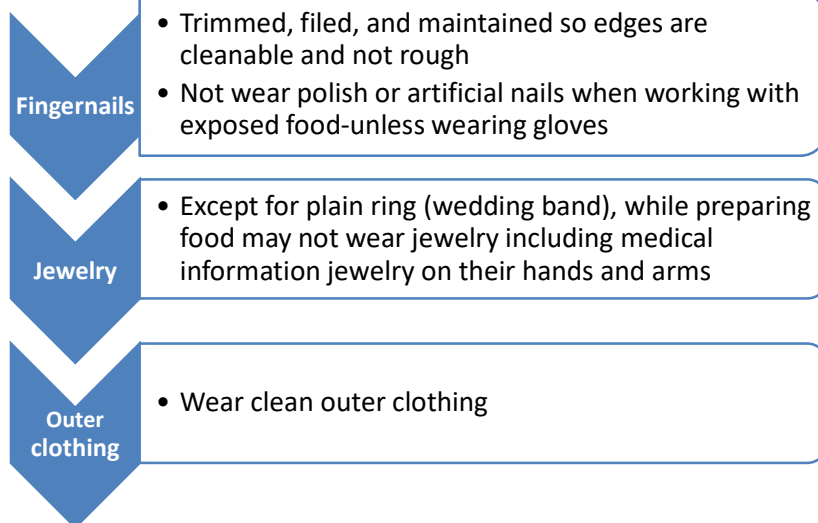 Fingernails
• Trimmed, filed, and maintained so edges are
cleanable and not rough
• Not wear polish or artificial nails when working with
exposed food-unless wearing gloves
Jewelry
• Except for plain ring (wedding band), while preparing
food may not wear jewelry including medical
information jewelry on their hands and arms
Outer
clothing
• Wear clean outer clothing